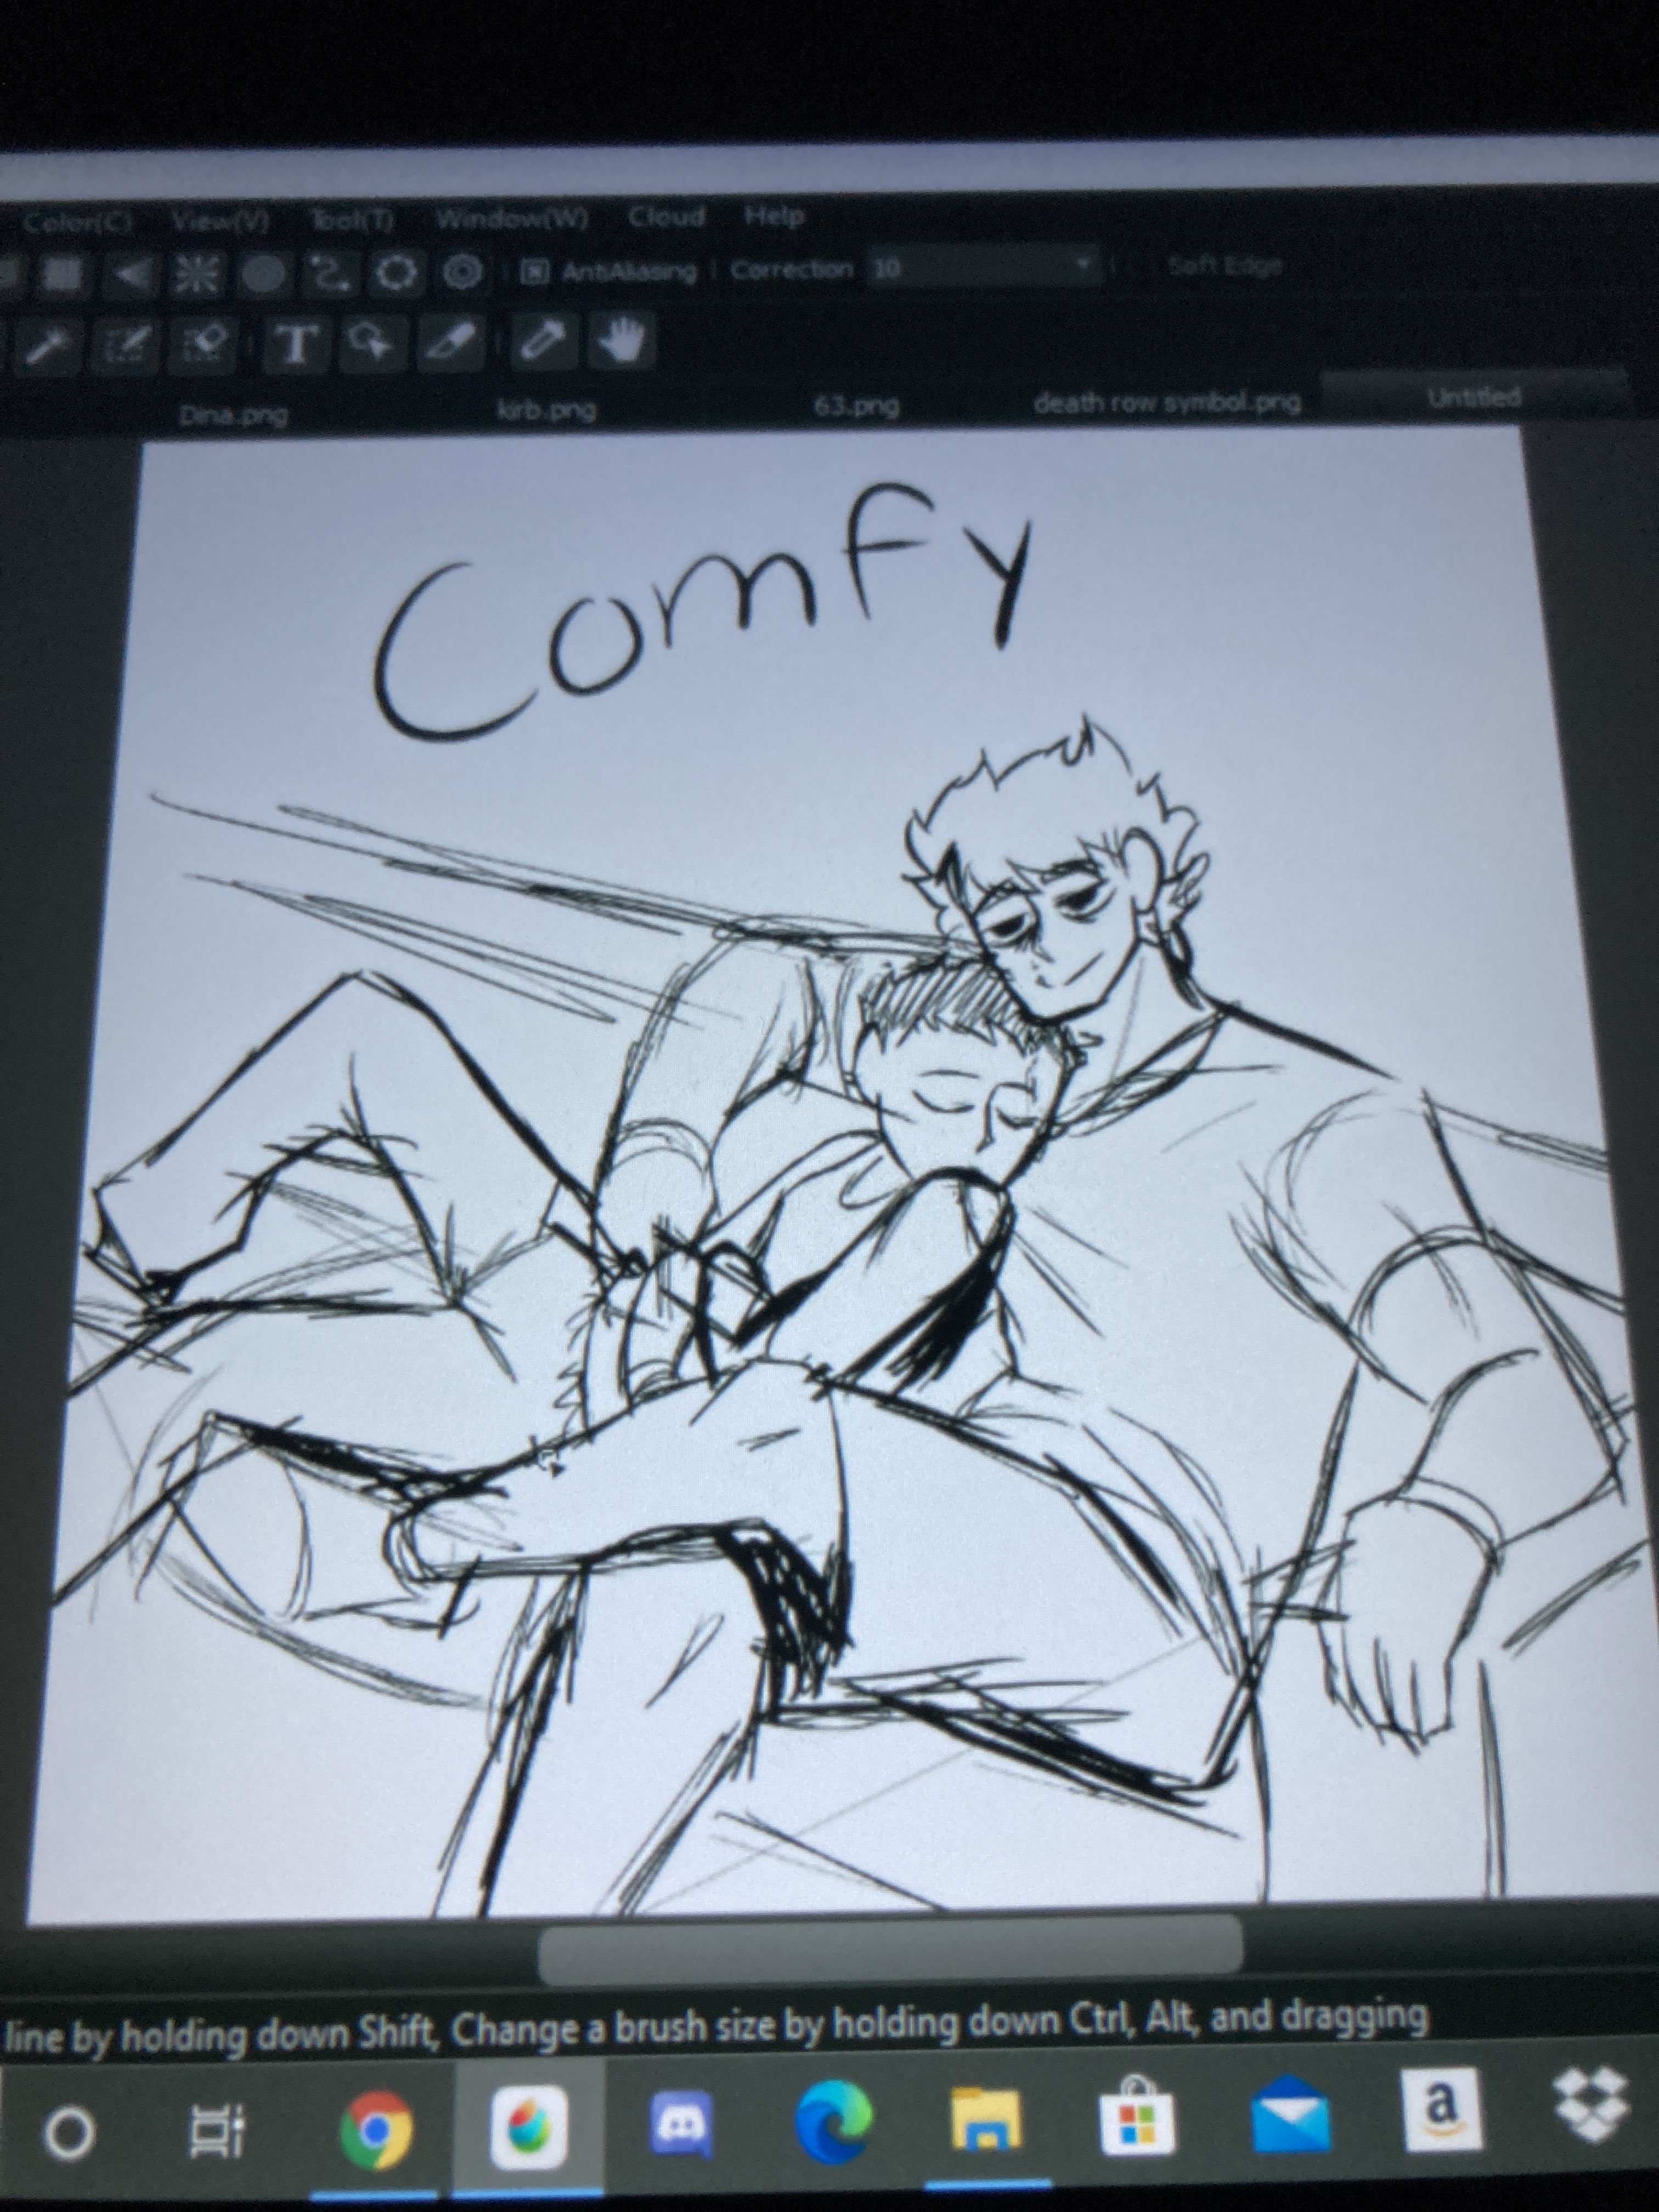 Color(C) View(V) Tool(T) Window(W) Cloud Help
AntiAliasing Correction 10 Soft Edge
T
Dina.png kirb.png 63.png death row symbol.png Untitled
Comfy
line by holding down Shift, Change a brush size by holding down Ctrl, Alt, and dragging
a